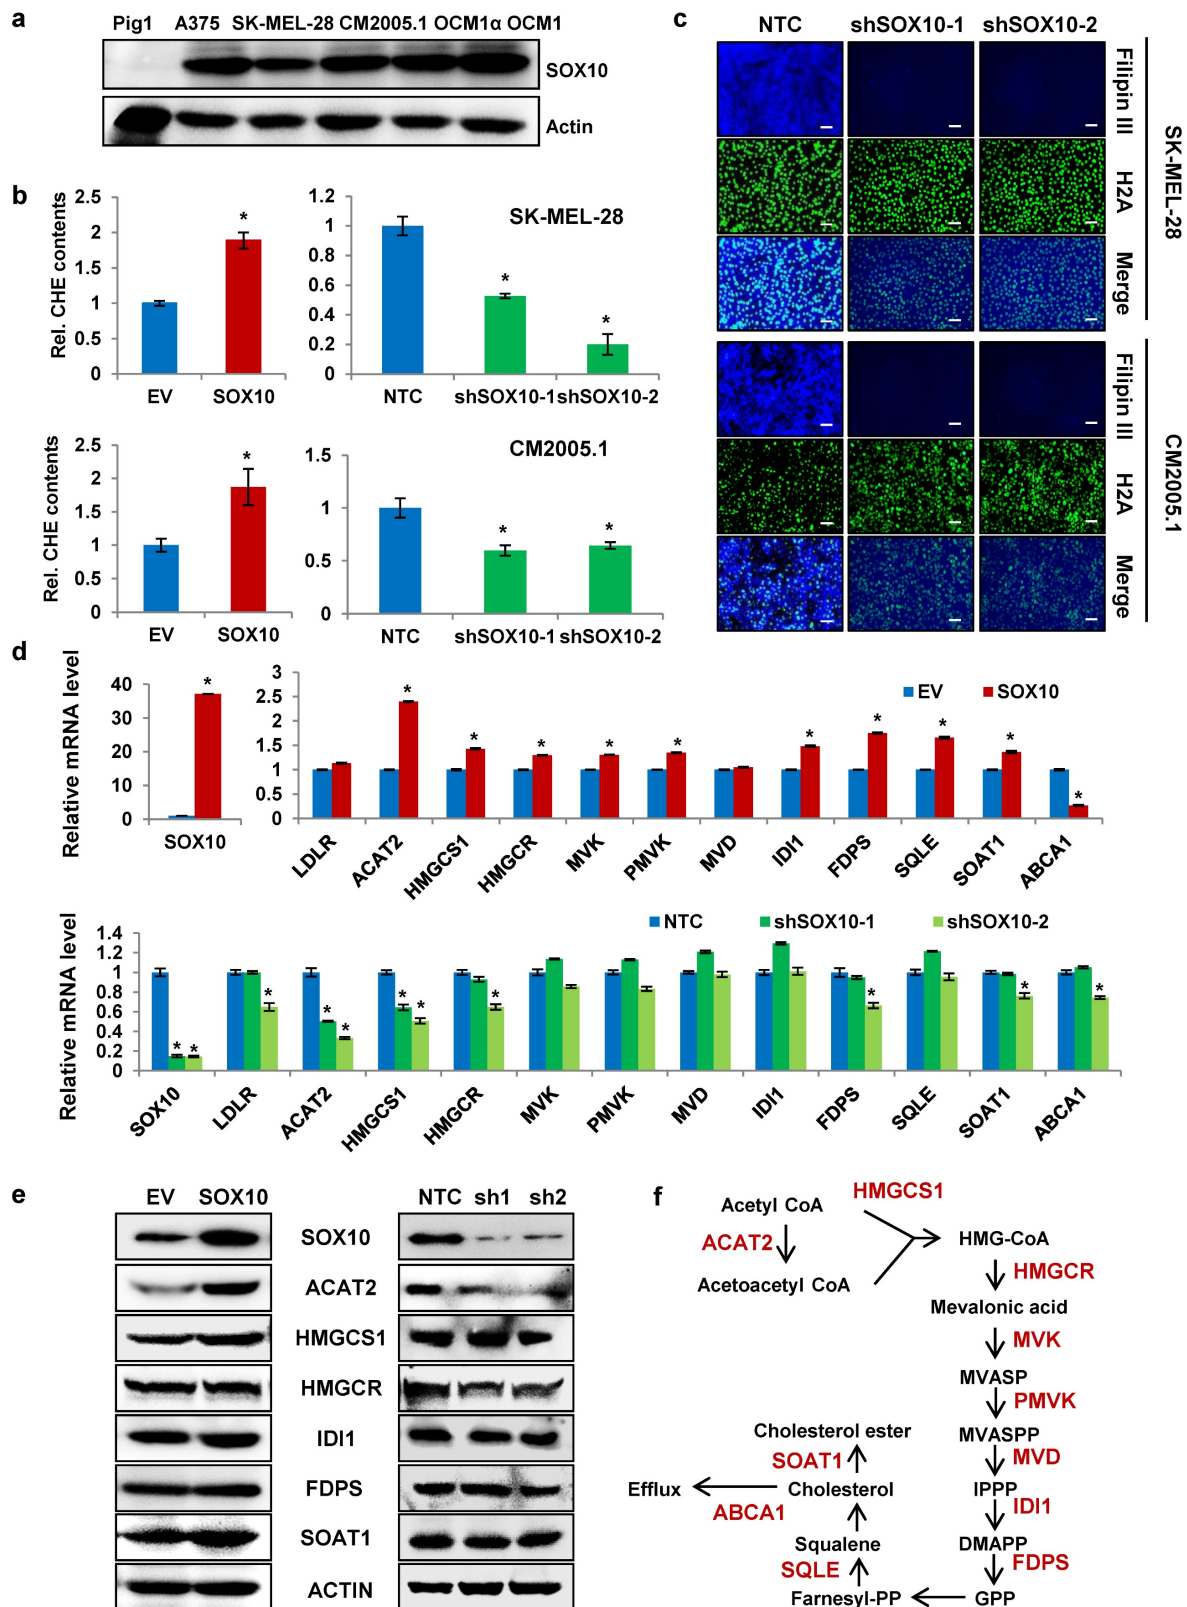 a
Pig1 A375 SK-MEL-28 CM2005.1 OCM1α OCM1
SOX10
Actin
b
Rel. CHE contents
2.5
2
1.5
1
0.5
0
*
EV SOX10
1.2
1
0.8
0.6
0.4
0.2
0
SK-MEL-28
*
*
NTC shSOX10-1 shSOX10-2
Rel. CHE contents
2.5
2
1.5
1
0.5
0
*
EV SOX10
1.5
1
0.5
0
CM2005.1
* *
NTC shSOX10-1 shSOX10-2
c
NTC shSOX10-1 shSOX10-2
Filipin III
H2A
Merge
SK-MEL-28
Filipin III
H2A
Merge
CM2005.1
d
Relative mRNA level
40
30
20
10
0
*
SOX10
3
2.5
2
1.5
1
0.5
0
EV SOX10
* * * * * * * * * *
LDLR ACAT2 HMGCS1 HMGCR MVK PMVK MVD IDI1 FDPS SQLE SOAT1 ABCA1
Relative mRNA level
1.4
1.2
1
0.8
0.6
0.4
0.2
0
NTC shSOX10-1 shSOX10-2
* * * * * * * * * * *
SOX10 LDLR ACAT2 HMGCS1 HMGCR MVK PMVK MVD IDI1 FDPS SQLE SOAT1 ABCA1
e
EV SOX10 NTC sh1 sh2
SOX10
ACAT2
HMGCS1
HMGCR
IDI1
FDPS
SOAT1
ACTIN
f
HMGCS1
Acetyl CoA
ACAT2
HMG-CoA
Acetoacetyl CoA
HMGCR
Mevalonic acid
MVK
MVASP
PMVK
Cholesterol ester
MVASPP
SOAT1
MVD
Efflux
Cholesterol
IPPP
ABCA1
IDI1
Squalene
DMAPP
SQLE
FDPS
Farnesyl-PP
GPP